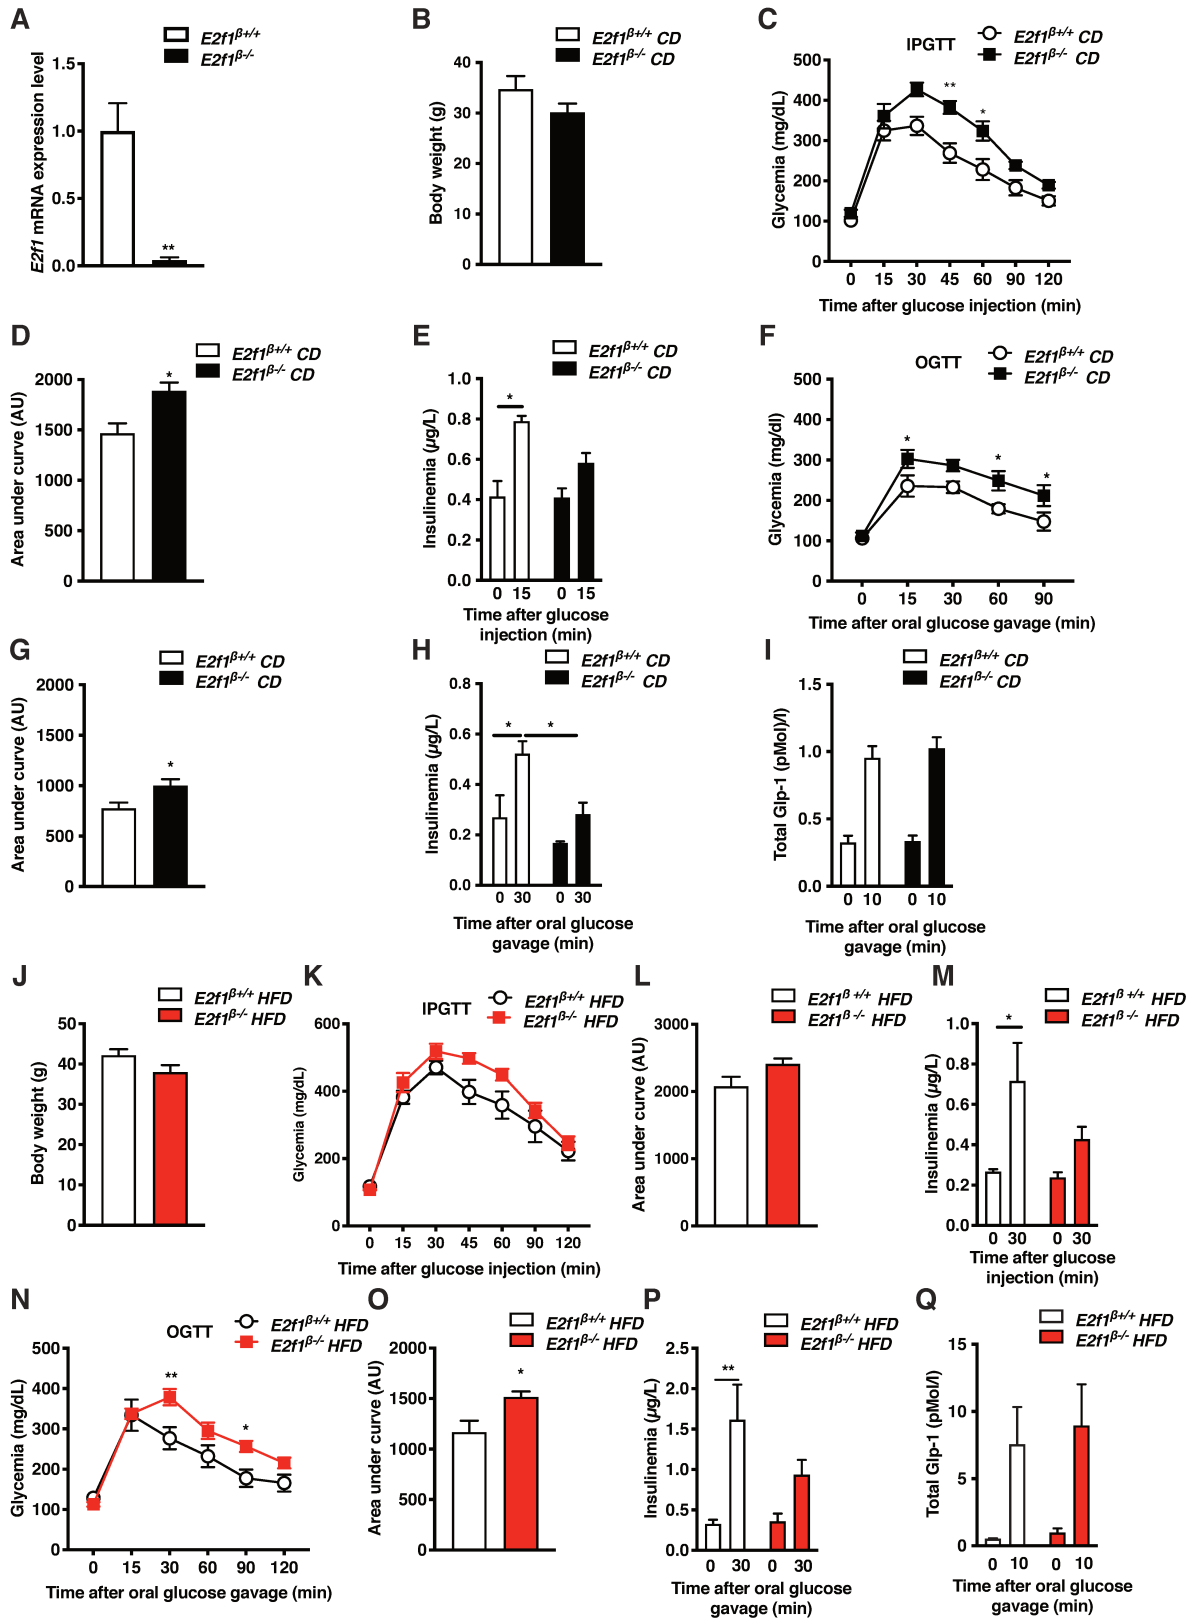 A
E2f1β+/+
E2f1β-/-
E2f1 mRNA expression level
1.5
1.0
0.5
0.0
**
B
E2f1β+/+ CD
E2f1β-/- CD
Body weight (g)
40
30
20
10
0
C
IPGTT
E2f1β+/+ CD
E2f1β-/- CD
Glycemia (mg/dL)
500
400
300
200
100
0
**
*
0 15 30 45 60 90 120
Time after glucose injection (min)
D
E2f1β+/+ CD
E2f1β-/- CD
Area under curve (AU)
2000
1500
1000
500
0
*
E
E2f1β+/+ CD
E2f1β-/- CD
Insulinemia (µg/L)
1.0
0.8
0.6
0.4
0.2
0.0
*
0 15 0 15
Time after glucose
injection (min)
F
OGTT
E2f1β+/+ CD
E2f1β-/- CD
Glycemia (mg/dl)
500
400
300
200
100
0
*
*
*
0 15 30 60 90
Time after oral glucose gavage (min)
G
E2f1β+/+ CD
E2f1β-/- CD
Area under curve (AU)
2000
1500
1000
500
0
*
H
E2f1β+/+ CD
E2f1β-/- CD
Insulinemia (µg/L)
0.8
0.6
0.4
0.2
0.0
* *
0 30 0 30
Time after oral glucose
gavage (min)
I
E2f1β+/+ CD
E2f1β-/- CD
Total Glp-1 (pMol)/l)
1.5
1.0
0.5
0.0
0 10 0 10
Time after oral glucose
gavage (min)
J
E2f1β+/+ HFD
E2f1β-/- HFD
Body weight (g)
50
40
30
20
10
0
K
IPGTT
E2f1β+/+ HFD
E2f1β-/- HFD
Glycemia (mg/dL)
600
400
200
0
0 15 30 45 60 90 120
Time after glucose injection (min)
L
E2f1ß +/+ HFD
E2f1ß -/- HFD
Area under curve (AU)
3000
2000
1000
0
M
E2f1ß +/+ HFD
E2f1ß -/- HFD
Insulinemia (µg/L)
1.0
0.8
0.6
0.4
0.2
0.0
*
0 30 0 30
Time after glucose
injection (min)
N
OGTT
E2f1β+/+ HFD
E2f1β-/- HFD
Glycemia (mg/dL)
500
400
300
200
100
0
**
*
0 15 30 60 90 120
Time after oral glucose gavage (min)
O
E2f1β+/+ HFD
E2f1β-/- HFD
Area under curve (AU)
2000
1500
1000
500
0
*
P
E2f1β+/+ HFD
E2f1β-/- HFD
Insulinemia (µg/L)
2.5
2.0
1.5
1.0
0.5
0.0
**
0 30 0 30
Time after oral glucose
gavage (min)
Q
E2f1β+/+ HFD
E2f1β-/- HFD
Total Glp-1 (pMol/l)
15
10
5
0
0 10 0 10
Time after oral glucose
gavage (min)